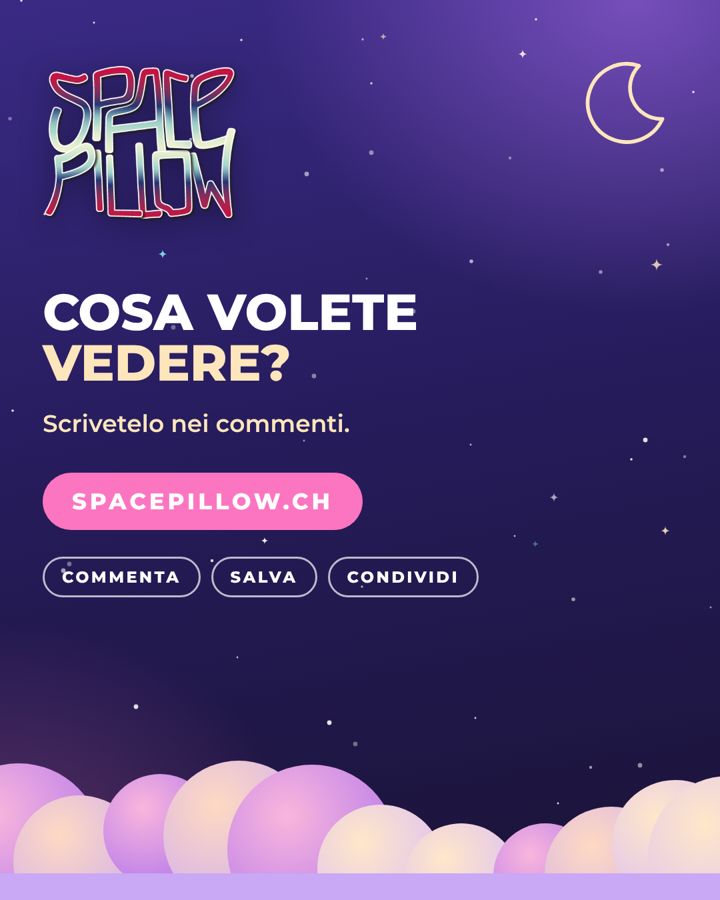 SPACE
PILLOW
COSA VOLETE
VEDERE?
Scrivetelo nei commenti.
SPACEPILLOW.CH
COMMENTA SALVA CONDIVIDI